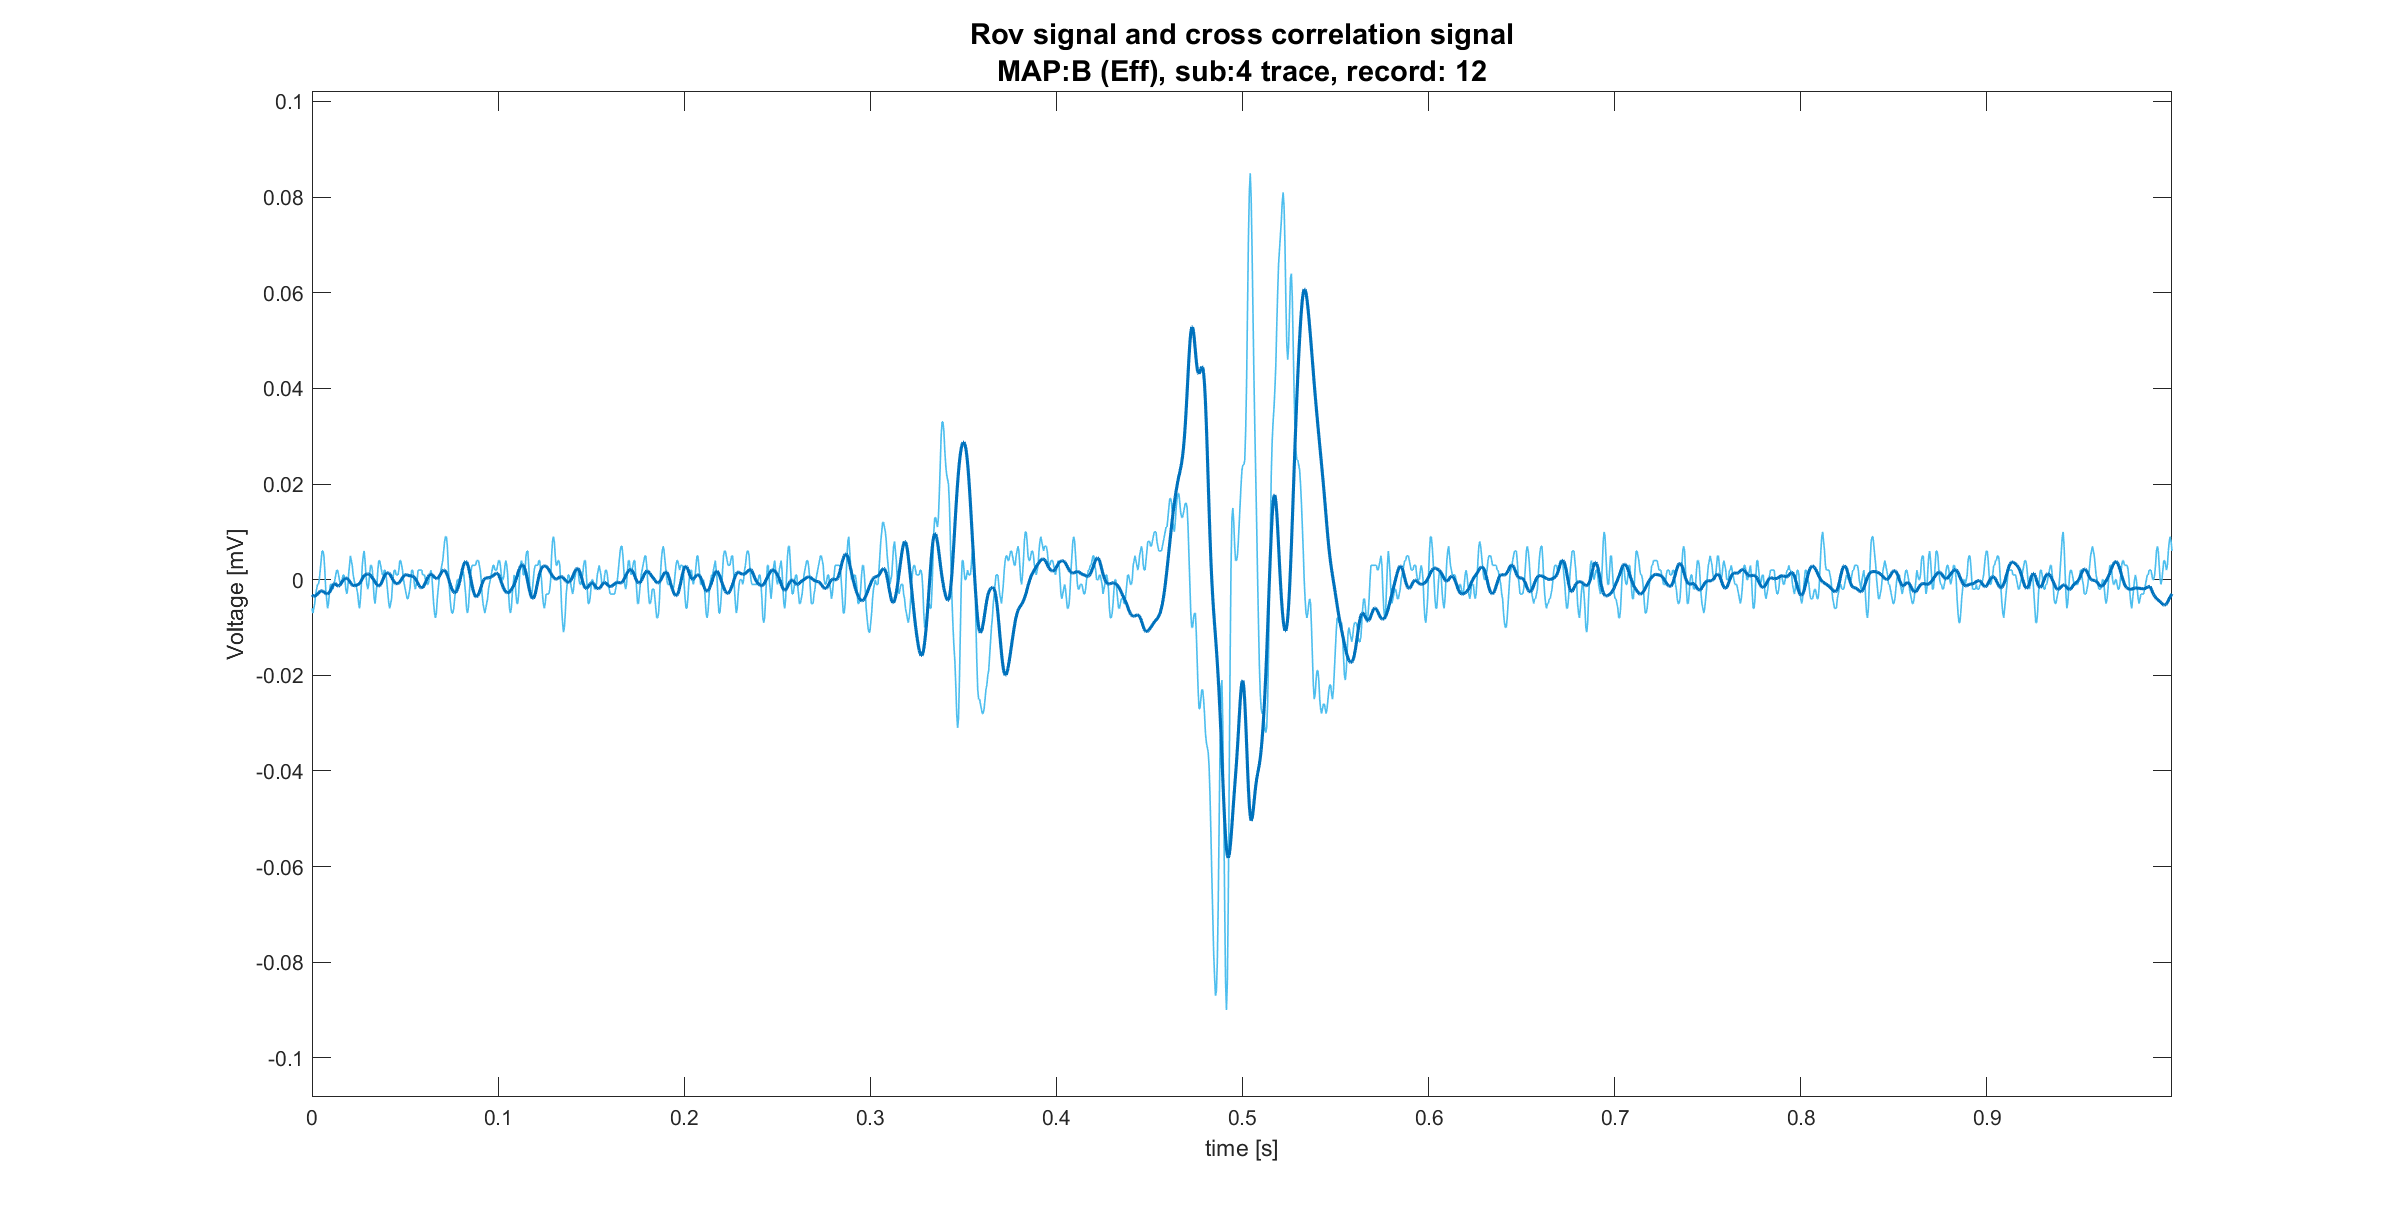 Rov signal and cross correlation signal
MAP:B (Eff), sub:4 trace, record: 12
0.1
0.08
0.06
0.04
0.02
0
-0.02
-0.04
-0.06
-0.08
-0.1
Voltage [mV]
0 0.1 0.2 0.3 0.4 0.5 0.6 0.7 0.8 0.9
time [s]